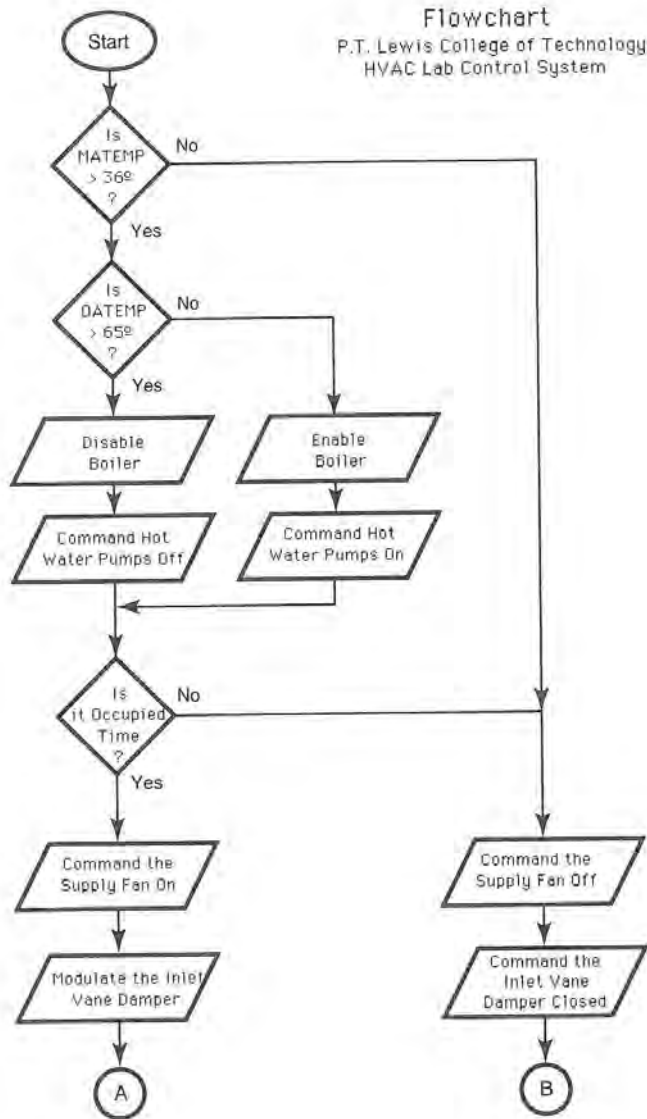 Flowchart
P.T. Lewis College of Technology
HVAC Lab Control System
Start
Is
MATEMP
> 36º
?
No
Yes
Is
OATEMP
> 65º
?
No
Yes
Disable
Boiler
Enable
Boiler
Command Hot
Water Pumps Off
Command Hot
Water Pumps On
Is
it Occupied
Time
?
No
Yes
Command the
Supply Fan On
Command the
Supply Fan Off
Modulate the Inlet
Vane Damper
Command the
Inlet Vane
Damper Closed
A
B